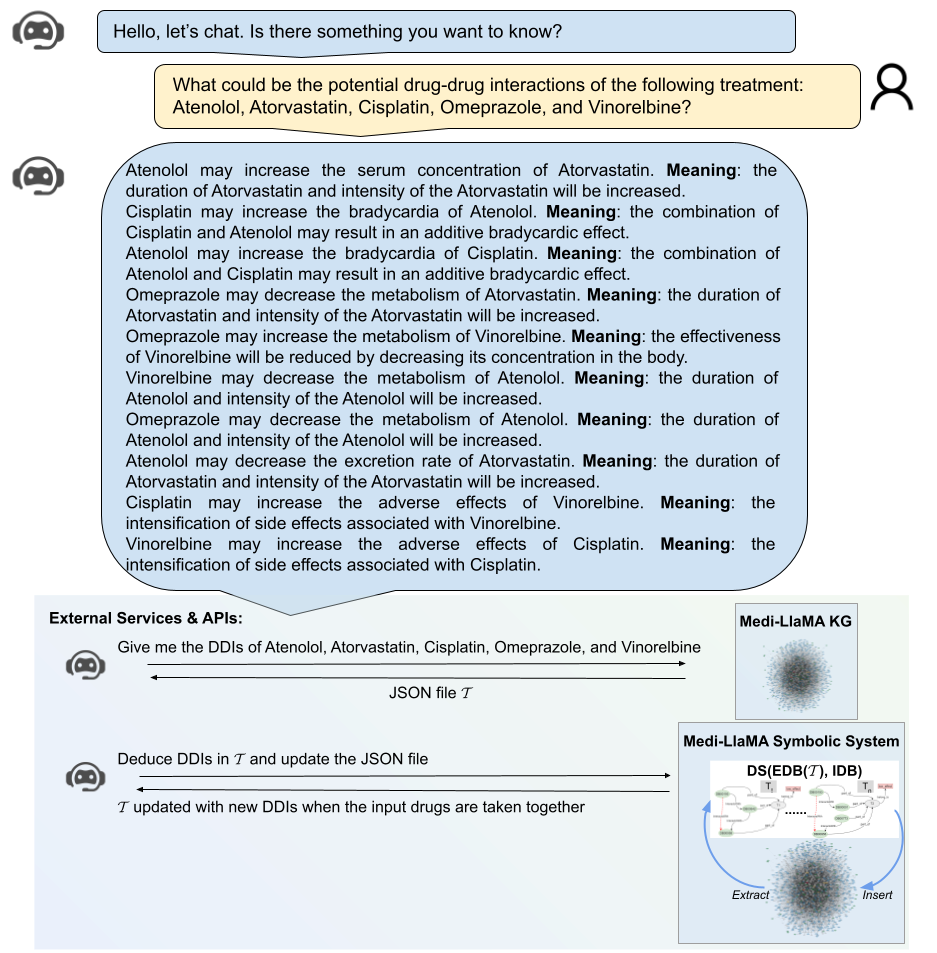 Hello, let's chat. Is there something you want to know?
What could be the potential drug-drug interactions of the following treatment:
Atenolol, Atorvastatin, Cisplatin, Omeprazole, and Vinorelbine?
Atenolol may increase the serum concentration of Atorvastatin. Meaning: the
duration of Atorvastatin and intensity of the Atorvastatin will be increased.
Cisplatin may increase the bradycardia of Atenolol. Meaning: the combination of
Cisplatin and Atenolol may result in an additive bradycardic effect.
Atenolol may increase the bradycardia of Cisplatin. Meaning: the combination of
Atenolol and Cisplatin may result in an additive bradycardic effect.
Omeprazole may decrease the metabolism of Atorvastatin. Meaning: the duration of
Atorvastatin and intensity of the Atorvastatin will be increased.
Omeprazole may increase the metabolism of Vinorelbine. Meaning: the effectiveness
of Vinorelbine will be reduced by decreasing its concentration in the body.
Vinorelbine may decrease the metabolism of Atenolol. Meaning: the duration of
Atenolol and intensity of the Atenolol will be increased.
Omeprazole may decrease the metabolism of Atenolol. Meaning: the duration of
Atenolol and intensity of the Atenolol will be increased.
Atenolol may decrease the excretion rate of Atorvastatin. Meaning: the duration of
Atorvastatin and intensity of the Atorvastatin will be increased.
Cisplatin may increase the adverse effects of Vinorelbine. Meaning: the
intensification of side effects associated with Vinorelbine.
Vinorelbine may increase the adverse effects of Cisplatin. Meaning: the
intensification of side effects associated with Cisplatin.
External Services & APIs:
Medi-LlaMA KG
Give me the DDIs of Atenolol, Atorvastatin, Cisplatin, Omeprazole, and Vinorelbine
JSON file 𝒯
Medi-LlaMA Symbolic System
Deduce DDIs in 𝒯 and update the JSON file
𝒯 updated with new DDIs when the input drugs are taken together
DS(EDB(𝒯), IDB)
......
Extract
Insert